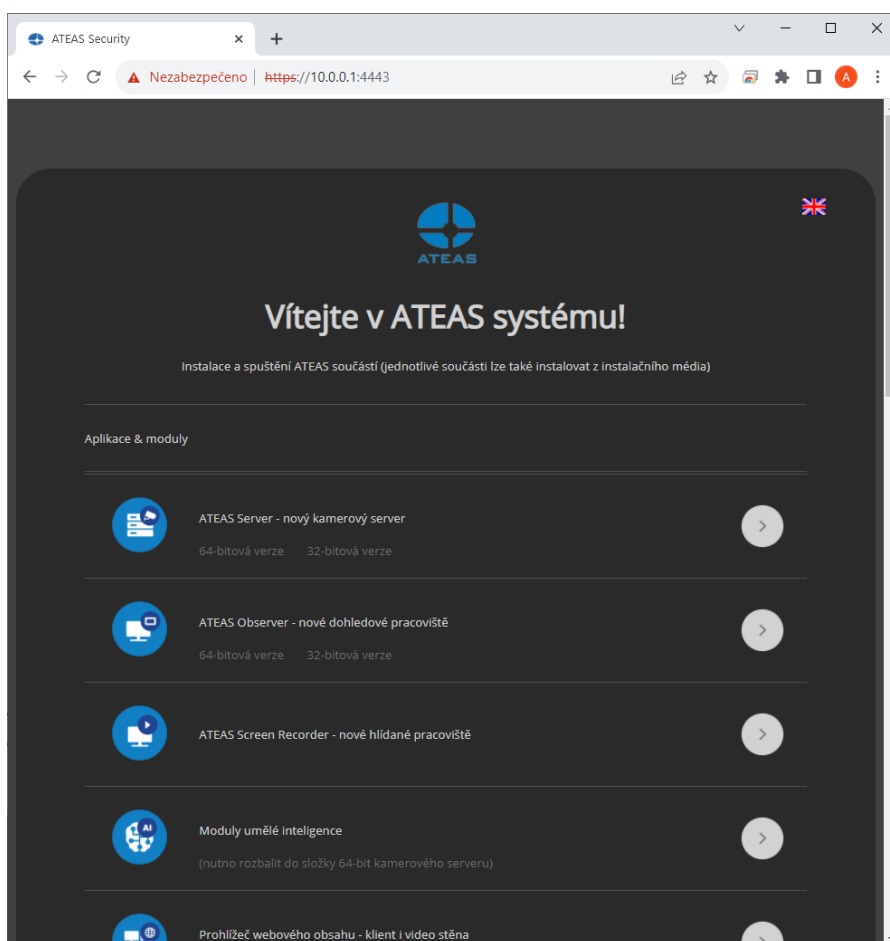 ATEAS Security
Nezabezpečeno | https://10.0.0.1:4443
A
ATEAS
Vítejte v ATEAS systému!
Instalace a spuštění ATEAS součástí (jednotlivé součásti lze také instalovat z instalačního média)
Aplikace & moduly
ATEAS Server - nový kamerový server
64-bitová verze 32-bitová verze
ATEAS Observer - nové dohledové pracoviště
64-bitová verze 32-bitová verze
ATEAS Screen Recorder - nové hlídané pracoviště
AI
Moduly umělé inteligence
(nutno rozbalit do složky 64-bit kamerového serveru)
Prohlížeč webového obsahu - klient i video stěna